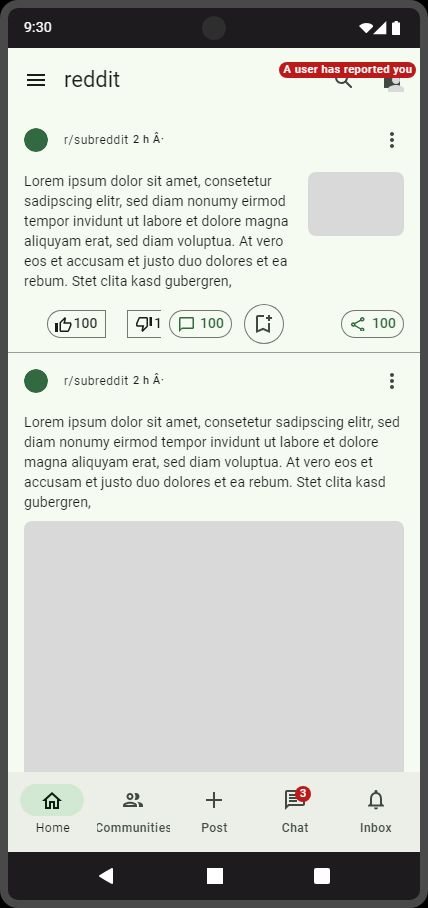 9:30
A user has reported you
reddit
r/subreddit 2 h Â·
Lorem ipsum dolor sit amet, consetetur
sadipscing elitr, sed diam nonumy eirmod
tempor invidunt ut labore et dolore magna
aliquyam erat, sed diam voluptua. At vero
eos et accusam et justo duo dolores et ea
rebum. Stet clita kasd gubergren,
100 1 100 100
r/subreddit 2 h Â·
Lorem ipsum dolor sit amet, consetetur sadipscing elitr, sed
diam nonumy eirmod tempor invidunt ut labore et dolore
magna aliquyam erat, sed diam voluptua. At vero eos et
accusam et justo duo dolores et ea rebum. Stet clita kasd
gubergren,
3
Home Communities Post Chat Inbox